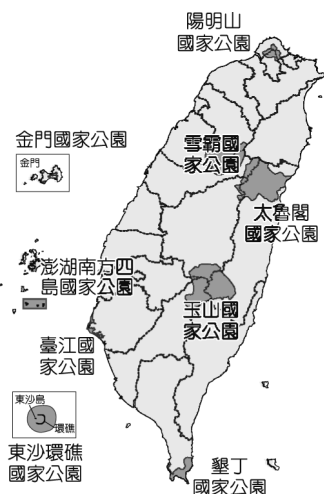 陽明山
國家公園
雪霸國
家公園
金門國家公園
金門
太魯閣
國家公園
澎湖南方四
島國家公園
玉山國
家公園
臺江國
家公園
東沙島
環礁
東沙環礁
國家公園
墾丁
國家公園